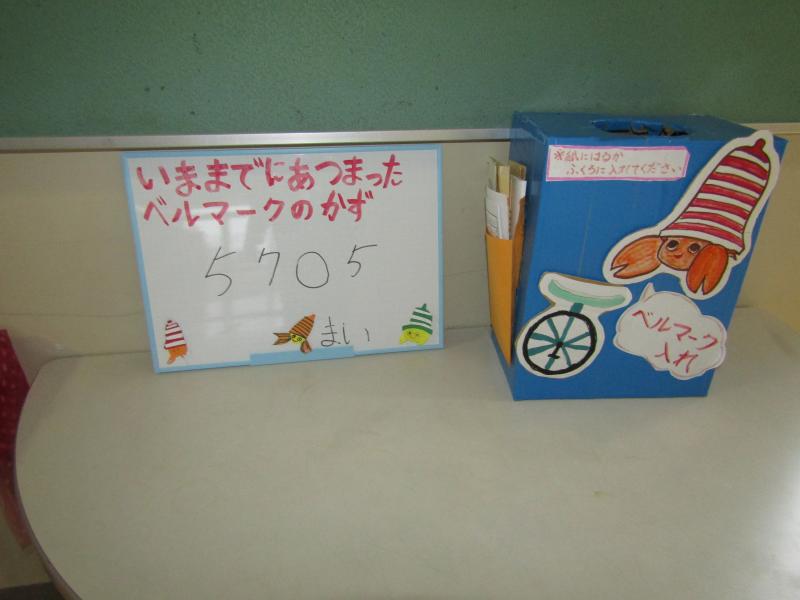 いままでにあつまった
ベルマークのかず
5705
まい
※紙にはるか
ふくろに入れてください
ベルマーク
入れ